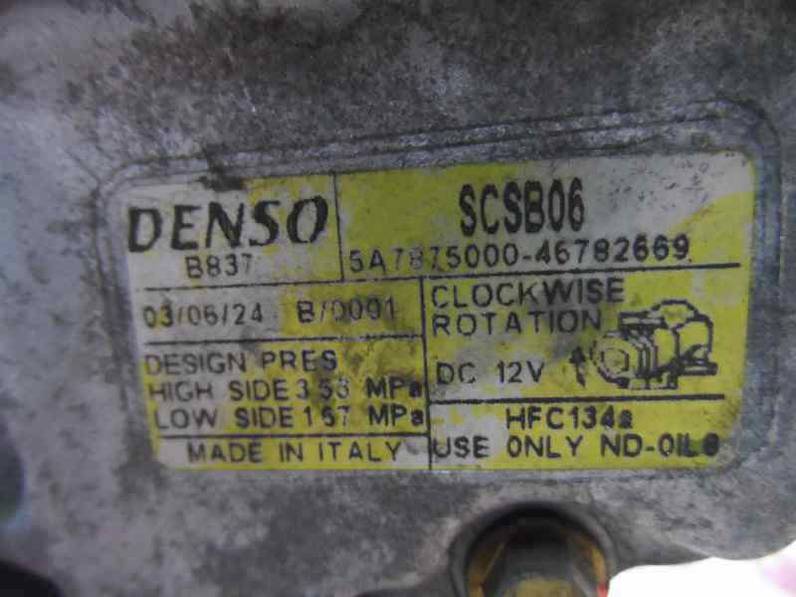 DENSO
SCSB06
B837
5A7875000-46782669
03/06/24 B/0001
CLOCKWISE
ROTATION
DESIGN PRES
DC 12V
HIGH SIDE 3.53 MPa
LOW SIDE 1.67 MPa
HFC134a
MADE IN ITALY
USE ONLY ND-OIL8